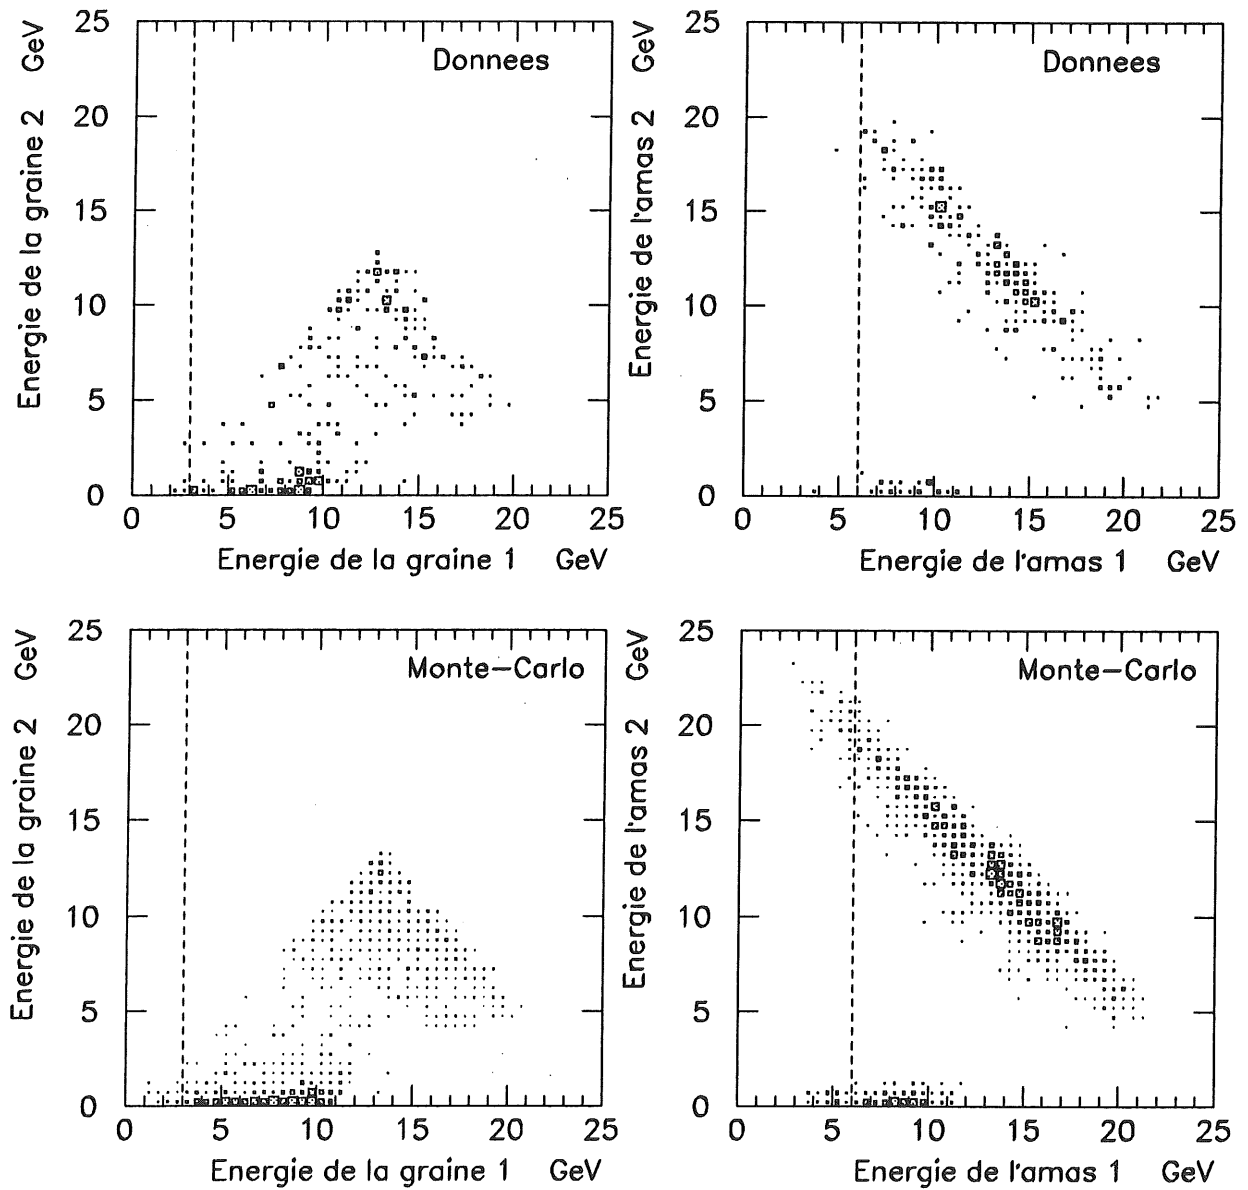 Donnees
Energie de la graine 2 GeV
25
20
15
10
5
0
0 5 10 15 20 25
Energie de la graine 1 GeV
Donnees
Energie de l'amas 2 GeV
25
20
15
10
5
0
0 5 10 15 20 25
Energie de l'amas 1 GeV
Monte-Carlo
Energie de la graine 2 GeV
25
20
15
10
5
0
0 5 10 15 20 25
Energie de la graine 1 GeV
Monte-Carlo
Energie de l'amas 2 GeV
25
20
15
10
5
0
0 5 10 15 20 25
Energie de l'amas 1 GeV